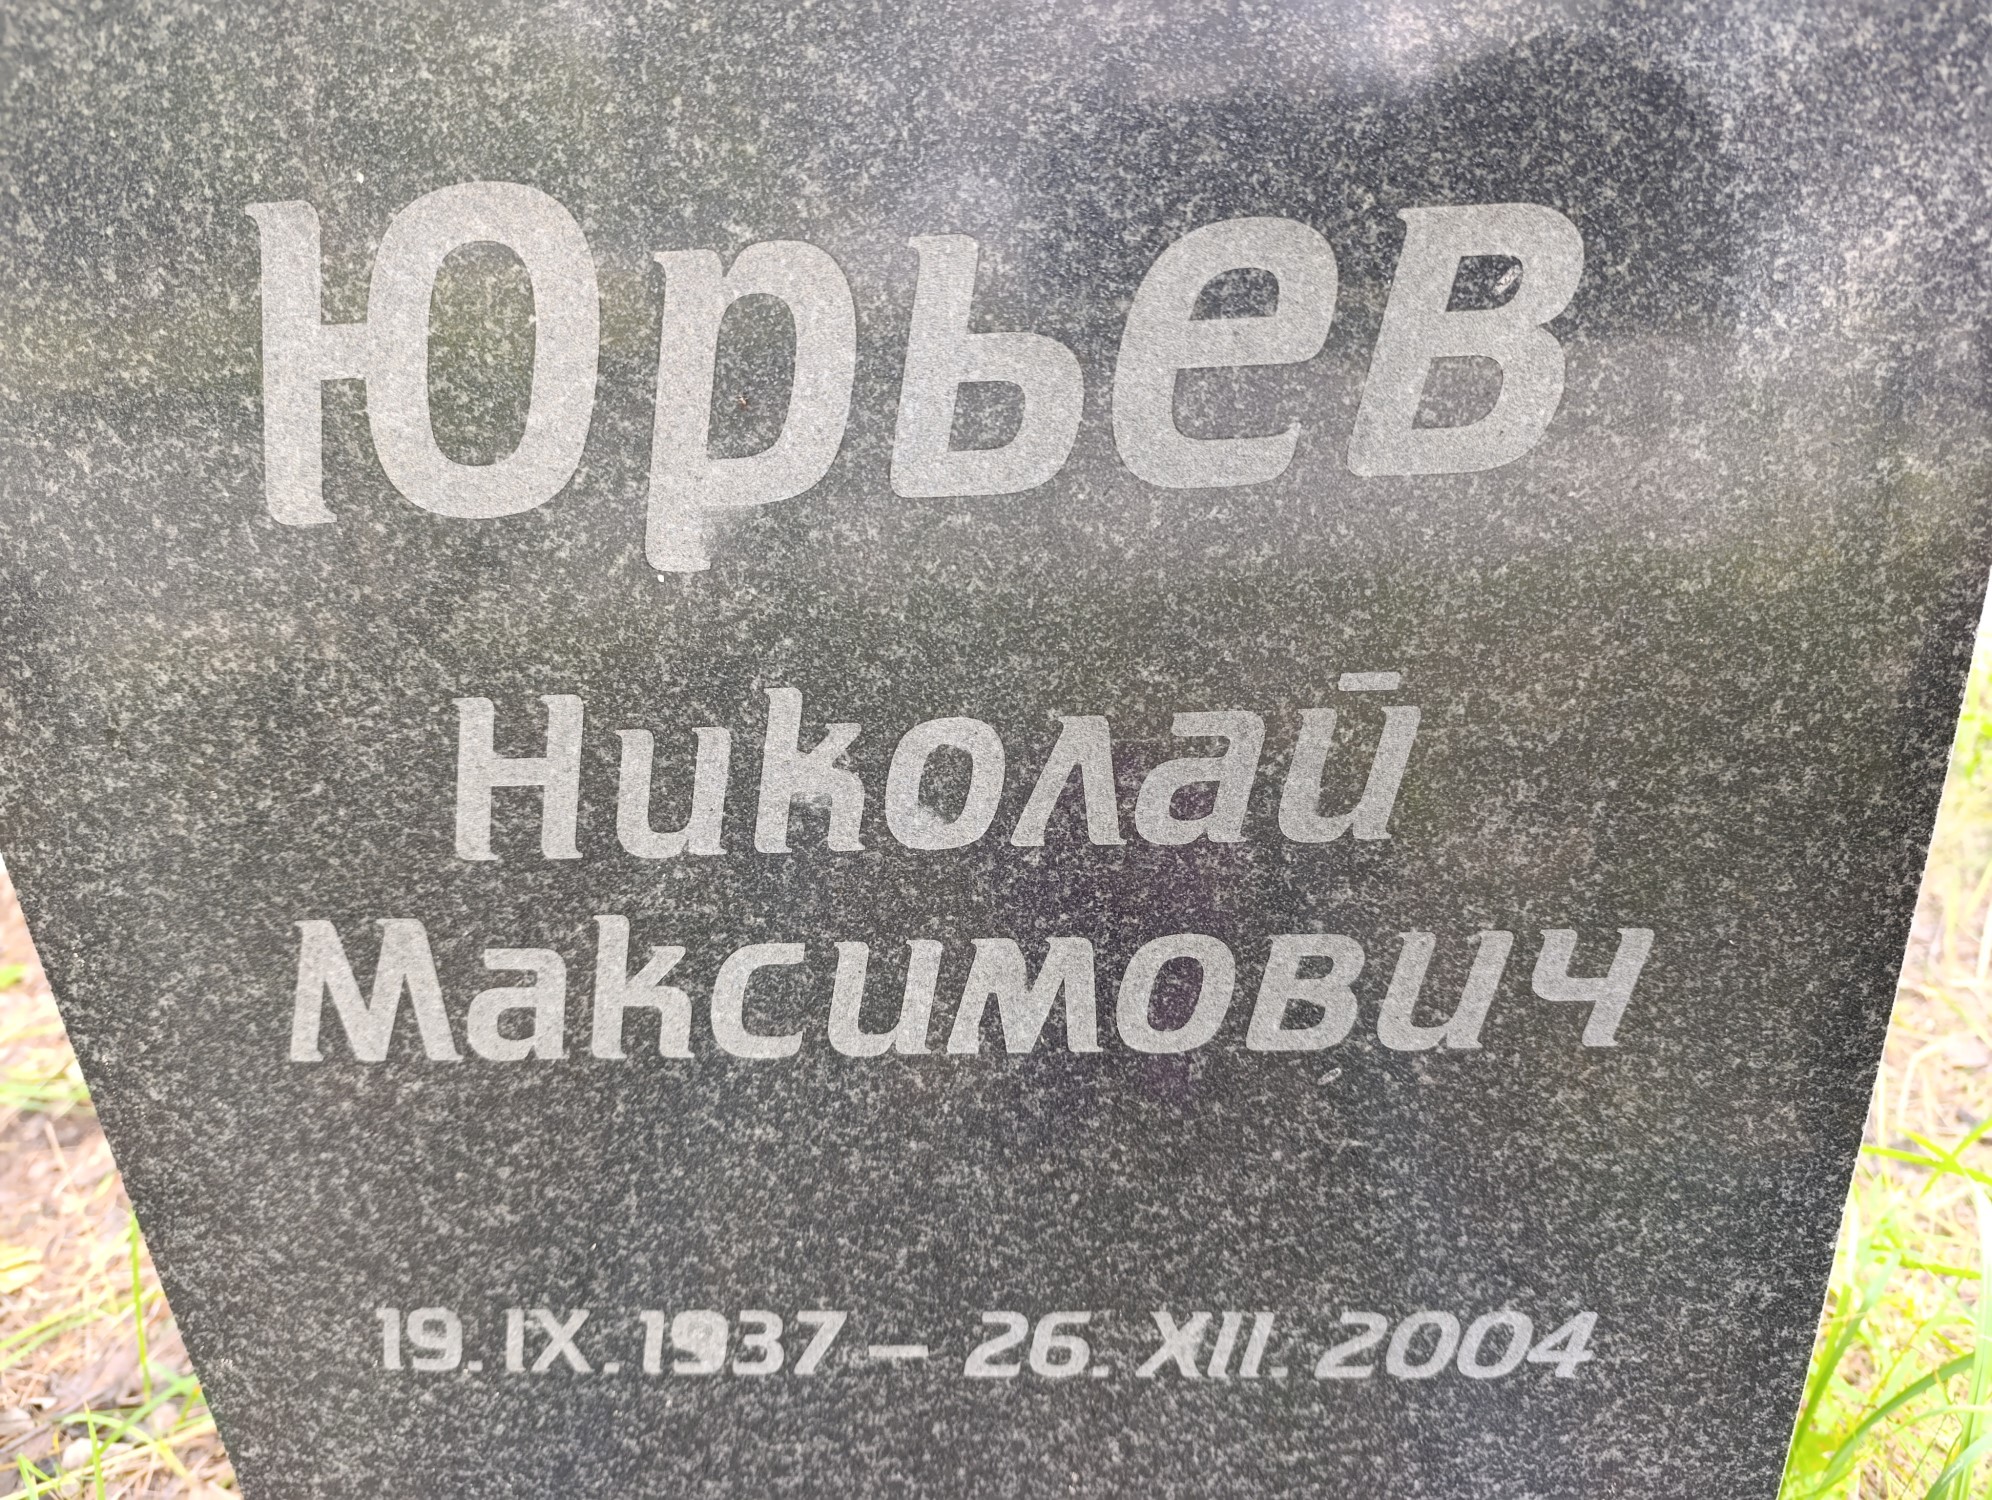 Юрьев
Николай
Максимович
19.IX.1937 – 26.XII.2004